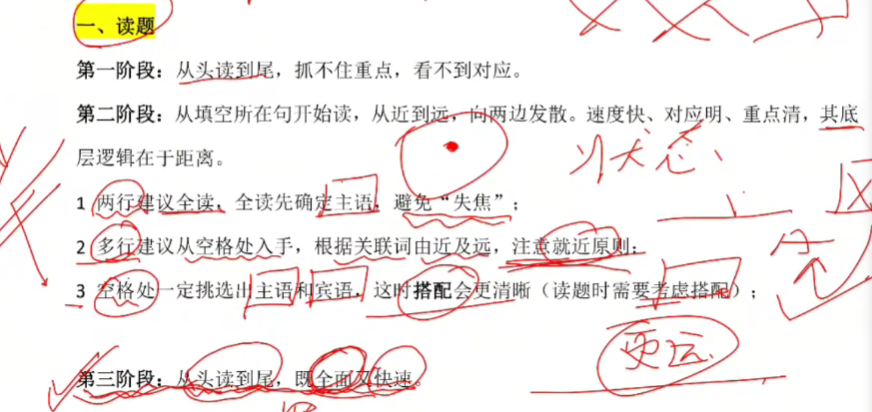 一、读题
第一阶段：从头读到尾，抓不住重点，看不到对应。
第二阶段：从填空所在句开始读，从近到远，向两边发散。速度快、对应明、重点清，其底
层逻辑在于距离。
状态、
1 两行建议全读，全读先确定主语，避免“失焦”；
2 多行建议从空格处入手，根据关联词由近及远，注意就近原则；
3 空格处一定挑选出主语和宾语，这时搭配会更清晰（读题时需要考虑搭配）；
第三阶段：从头读到尾，既全面又快速。